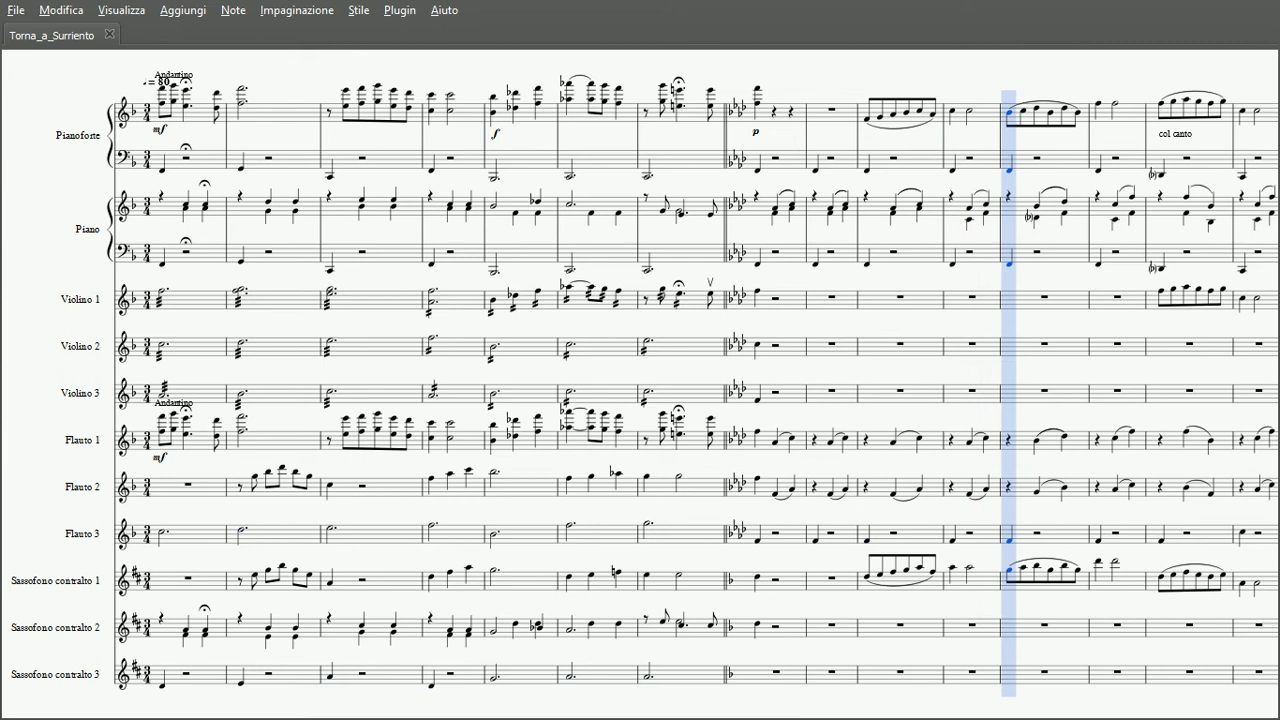 File Modifica Visualizza Aggiungi Note Impaginazione Stile Plugin Aiuto
Torna_a_Surriento
Andantino
♩= 80
Pianoforte
mf
f
p
col canto
Piano
Violino 1
Violino 2
Violino 3
Andantino
Flauto 1
mf
Flauto 2
Flauto 3
Sassofono contralto 1
Sassofono contralto 2
Sassofono contralto 3